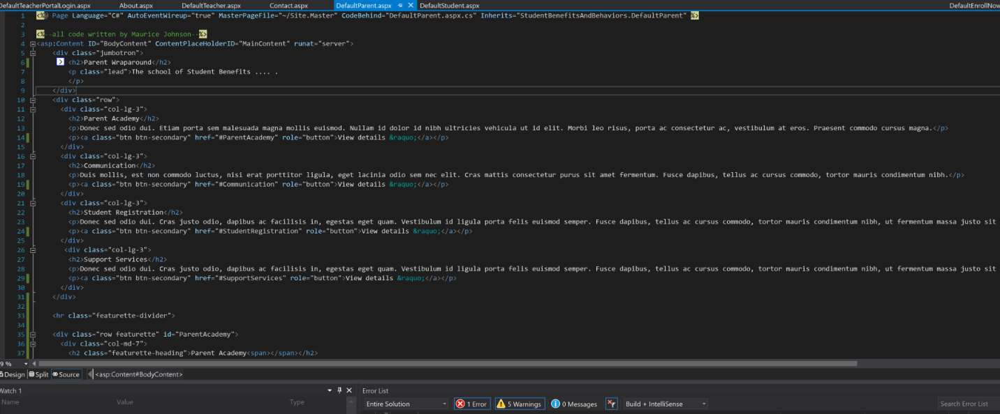 DefaultTeacherPortalLogin.aspx About.aspx DefaultTeacher.aspx Contact.aspx DefaultParent.aspx DefaultStudent.aspx DefaultEnrollNow
1 <%@ Page Language="C#" AutoEventWireup="true" MasterPageFile="~/Site.Master" CodeBehind="DefaultParent.aspx.cs" Inherits="StudentBenefitsAndBehaviors.DefaultParent" %>
2
3 <%--all code written by Maurice Johnson--%>
4 <asp:Content ID="BodyContent" ContentPlaceHolderID="MainContent" runat="server">
5 <div class="jumbotron">
6 <h2>Parent Wraparound</h2>
7 <p class="lead">The school of Student Benefits .... .
8 </p>
9 </div>
10 <div class="row">
11 <div class="col-lg-3">
12 <h2>Parent Academy</h2>
13 <p>Donec sed odio dui. Etiam porta sem malesuada magna mollis euismod. Nullam id dolor id nibh ultricies vehicula ut id elit. Morbi leo risus, porta ac consectetur ac, vestibulum at eros. Praesent commodo cursus magna.</p>
14 <p><a class="btn btn-secondary" href="#ParentAcademy" role="button">View details &raquo;</a></p>
15 </div>
16 <div class="col-lg-3">
17 <h2>Communication</h2>
18 <p>Duis mollis, est non commodo luctus, nisi erat porttitor ligula, eget lacinia odio sem nec elit. Cras mattis consectetur purus sit amet fermentum. Fusce dapibus, tellus ac cursus commodo, tortor mauris condimentum nibh.</p>
19 <p><a class="btn btn-secondary" href="#Communication" role="button">View details &raquo;</a></p>
20 </div>
21 <div class="col-lg-3">
22 <h2>Student Registration</h2>
23 <p>Donec sed odio dui. Cras justo odio, dapibus ac facilisis in, egestas eget quam. Vestibulum id ligula porta felis euismod semper. Fusce dapibus, tellus ac cursus commodo, tortor mauris condimentum nibh, ut fermentum massa justo sit
24 <p><a class="btn btn-secondary" href="#StudentRegistration" role="button">View details &raquo;</a></p>
25 </div>
26 <div class="col-lg-3">
27 <h2>Support Services</h2>
28 <p>Donec sed odio dui. Cras justo odio, dapibus ac facilisis in, egestas eget quam. Vestibulum id ligula porta felis euismod semper. Fusce dapibus, tellus ac cursus commodo, tortor mauris condimentum nibh, ut fermentum massa justo sit
29 <p><a class="btn btn-secondary" href="#SupportServices" role="button">View details &raquo;</a></p>
30 </div>
31 </div>
32
33 <hr class="featurette-divider">
34
35 <div class="row featurette" id="ParentAcademy">
36 <div class="col-md-7">
37 <h2 class="featurette-heading">Parent Academy<span></span></h2>
9 %
Design Split Source <asp:Content#BodyContent>
Watch 1 Error List
Name Value Type Entire Solution 1 Error 5 Warnings 0 Messages Build + IntelliSense Search Error List